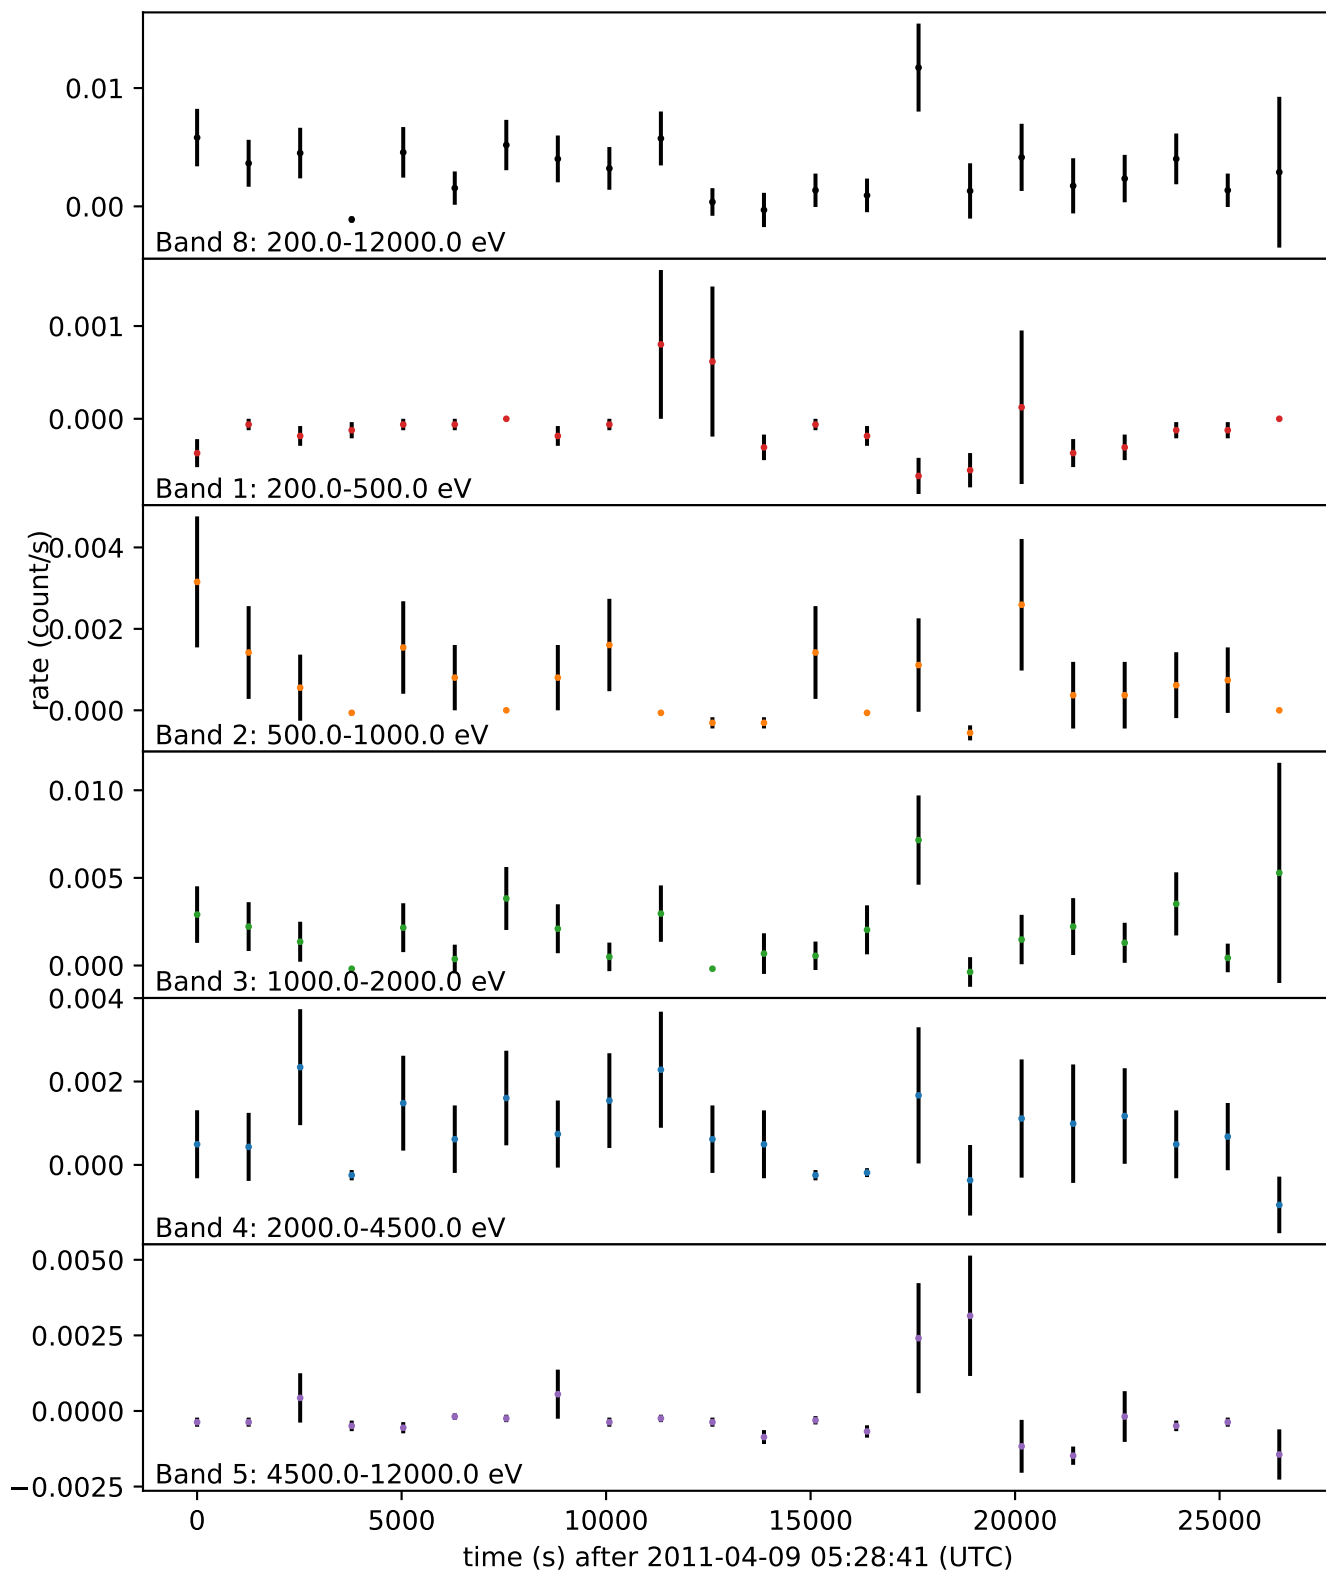 0.01
0.00
Band 8: 200.0-12000.0 eV
0.001
0.000
Band 1: 200.0-500.0 eV
rate (count/s)
0.004
0.002
0.000
Band 2: 500.0-1000.0 eV
0.010
0.005
0.000
Band 3: 1000.0-2000.0 eV
0.004
0.002
0.000
Band 4: 2000.0-4500.0 eV
0.0050
0.0025
0.0000
−0.0025
Band 5: 4500.0-12000.0 eV
0 5000 10000 15000 20000 25000
time (s) after 2011-04-09 05:28:41 (UTC)